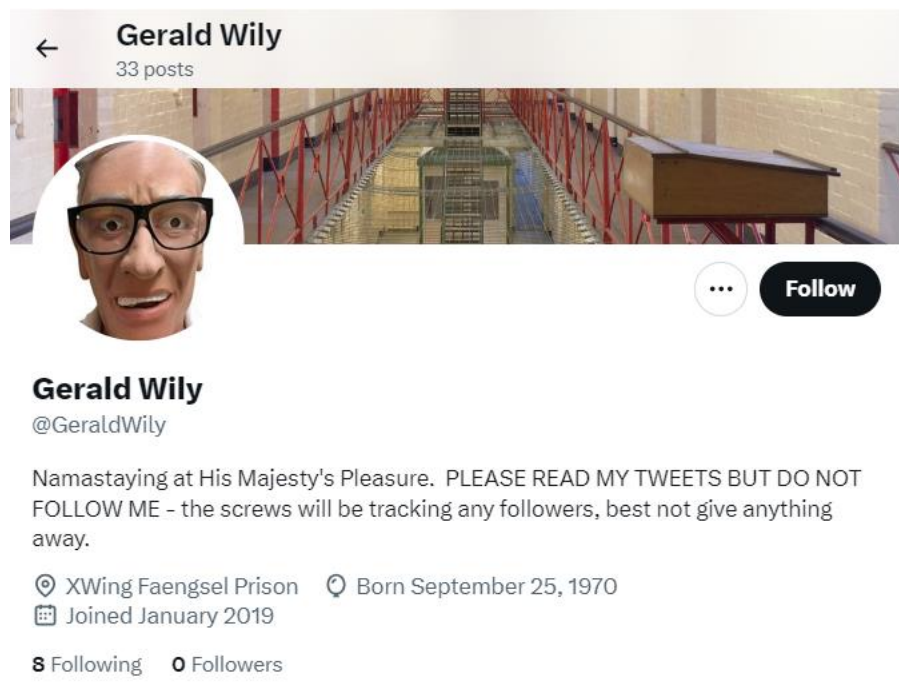 Gerald Wily
33 posts
Follow
Gerald Wily
@GeraldWily
Namastaying at His Majesty's Pleasure.  PLEASE READ MY TWEETS BUT DO NOT
FOLLOW ME - the screws will be tracking any followers, best not give anything
away.
XWing Faengsel Prison Born September 25, 1970
Joined January 2019
8 Following 0 Followers